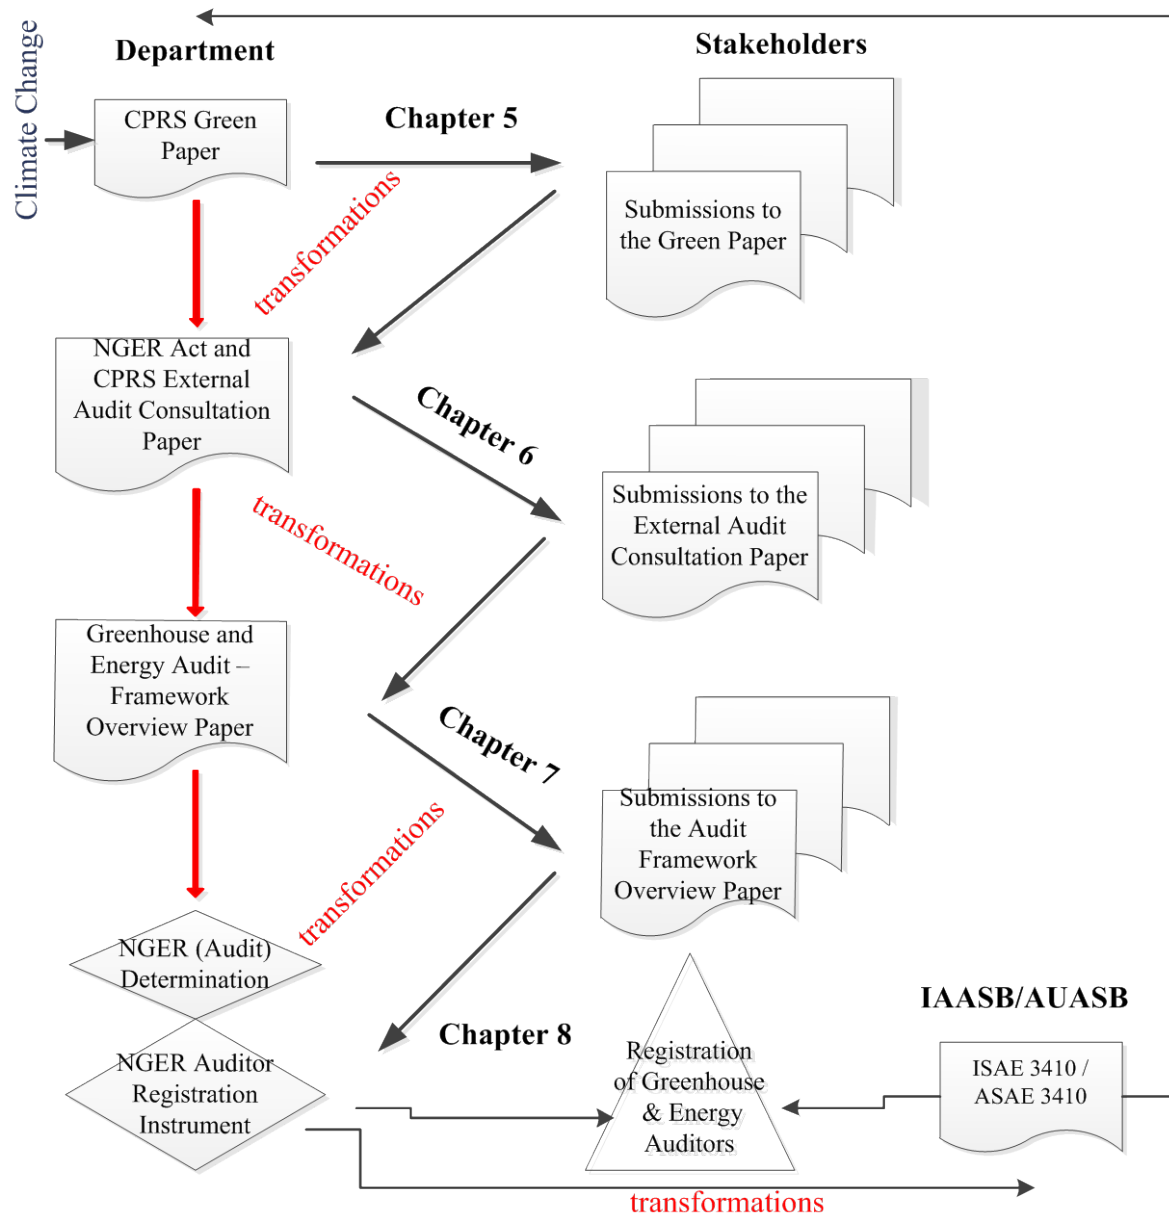 Climate Change
Department
Stakeholders
CPRS Green
Paper
Chapter 5
transformations
Submissions to
the Green Paper
NGER Act and
CPRS External
Audit Consultation
Paper
Chapter 6
transformations
Submissions to the
External Audit
Consultation Paper
Greenhouse and
Energy Audit –
Framework
Overview Paper
Chapter 7
transformations
Submissions to
the Audit
Framework
Overview Paper
NGER (Audit)
Determination
NGER Auditor
Registration
Instrument
Chapter 8
Registration
of Greenhouse
& Energy
Auditors
IAASB/AUASB
ISAE 3410 /
ASAE 3410
transformations